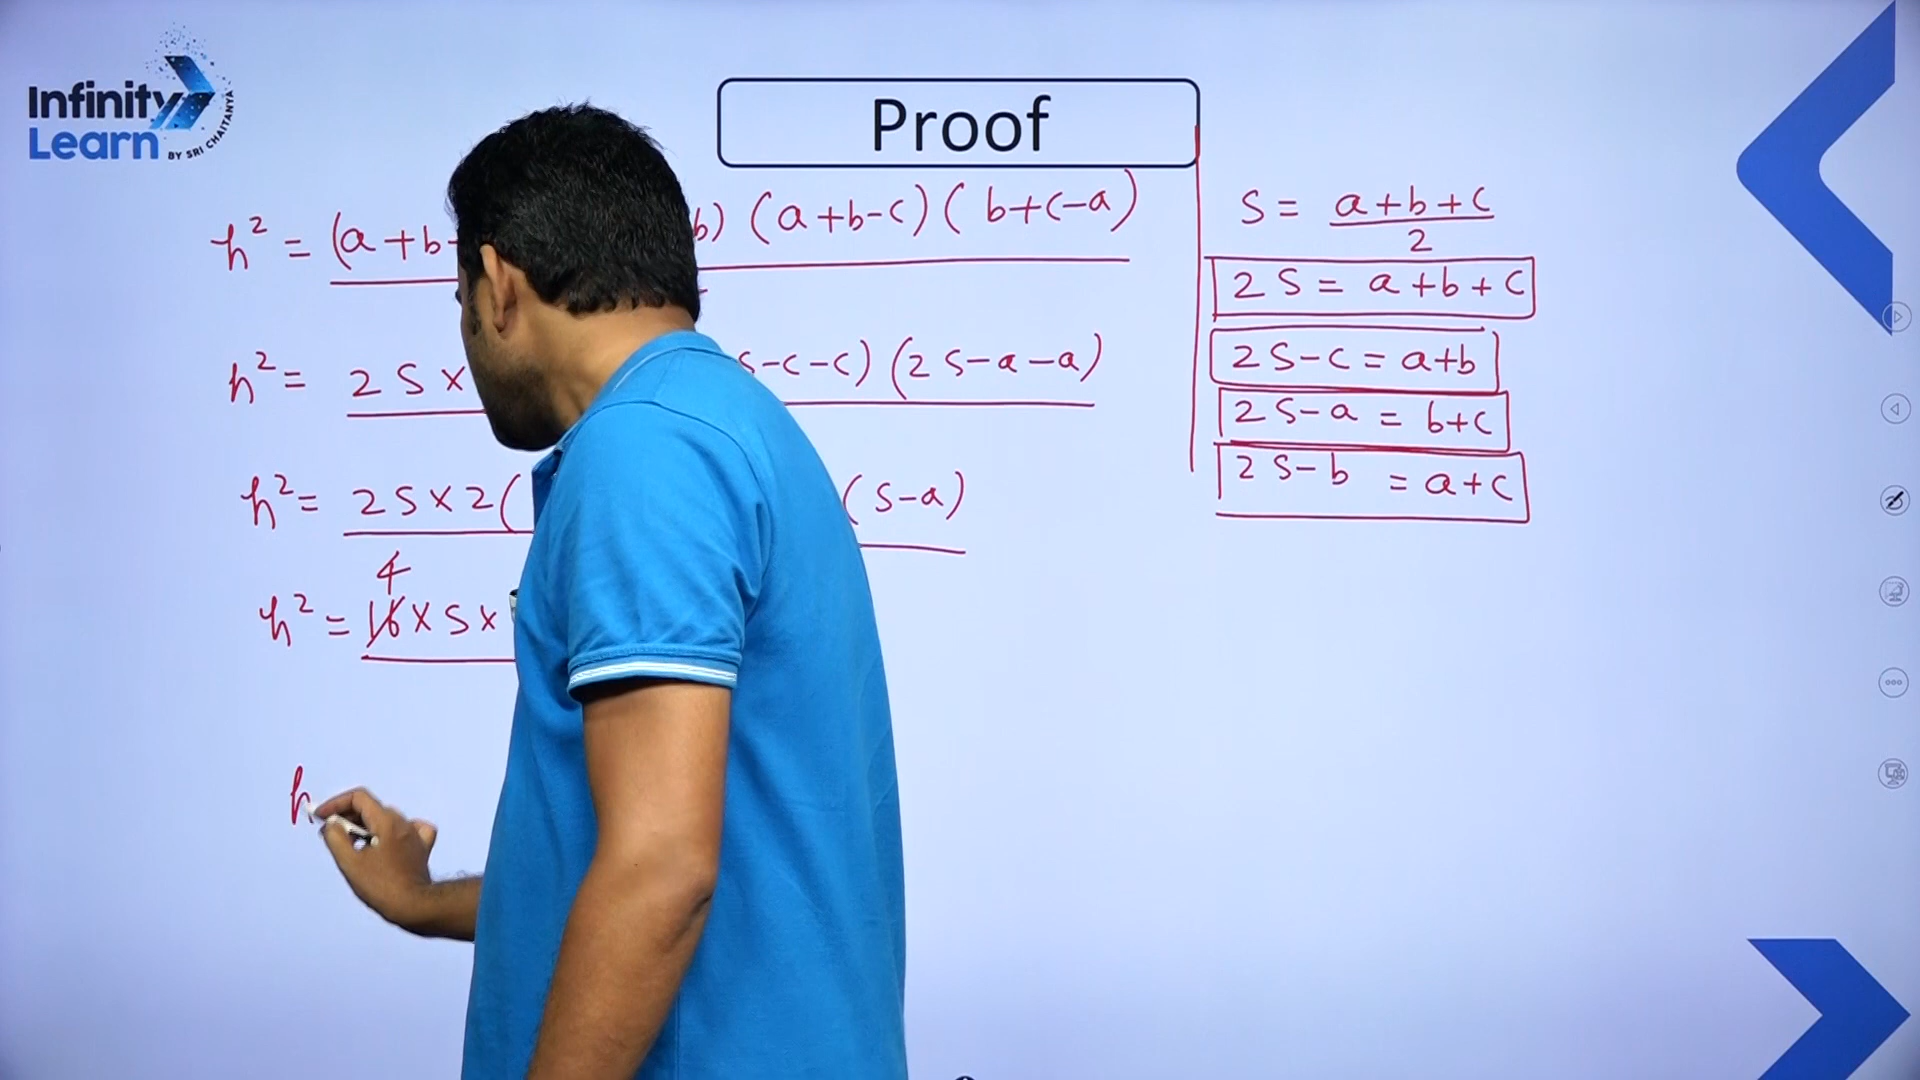 Infinity
Learn
BY SRI CHAITANYA
Proof
h² = (a+b- b) (a+b-c) ( b+c-a)
h² = 2S× S-c-c) (2S-a-a)
h² = 2S×2( (S-a)
4
h² = 16×S×
h
S = a+b+c
2
2S = a+b+c
2S-c = a+b
2S-a = b+c
2S-b = a+c